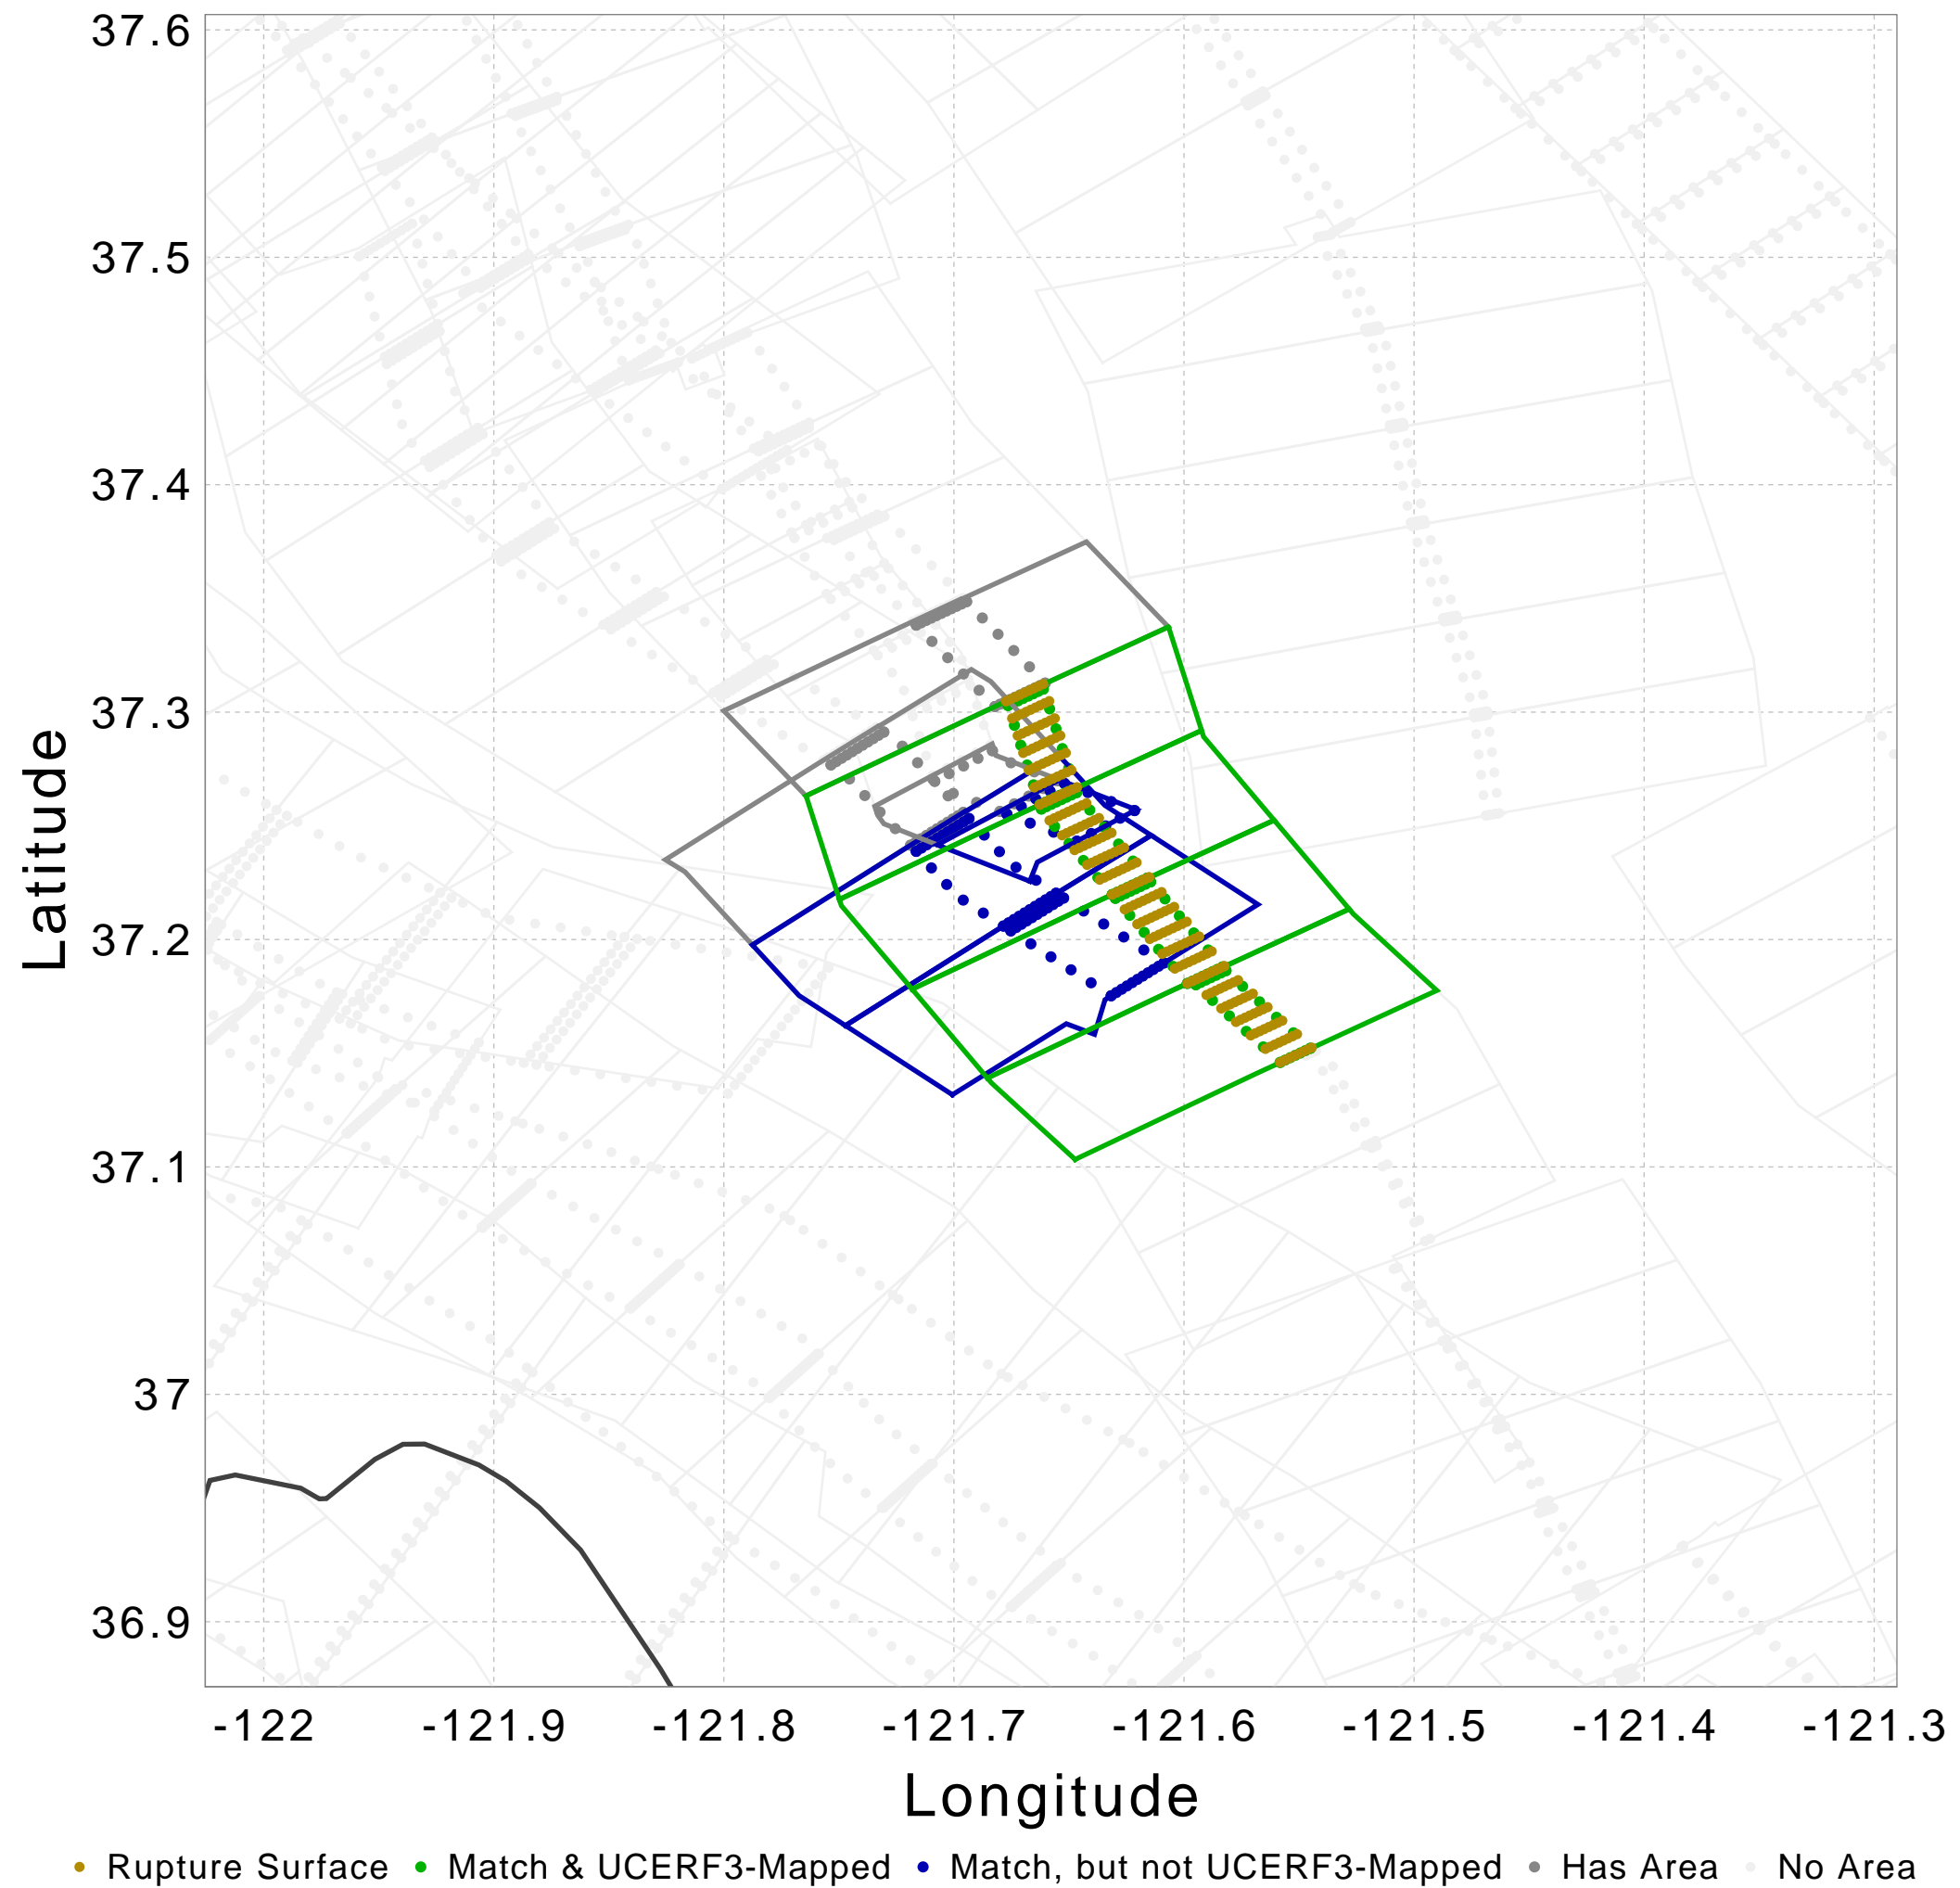 37.6
37.5
37.4
37.3
37.2
37.1
37
36.9
Latitude
-122 -121.9 -121.8 -121.7 -121.6 -121.5 -121.4 -121.3
Longitude
Rupture Surface Match & UCERF3-Mapped Match, but not UCERF3-Mapped Has Area No Area